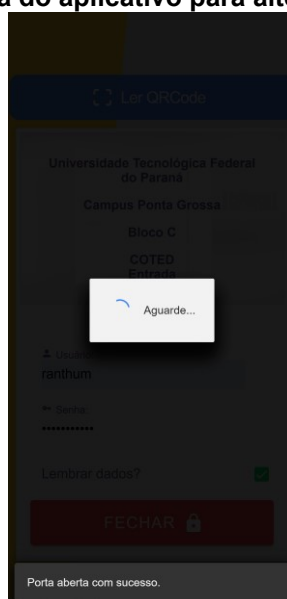 a do aplicativo para alte
Ler QRCode
Universidade Tecnológica Federal
do Paraná
Campus Ponta Grossa
Bloco C
COTED
Entrada
Aguarde...
Usuário
ranthum
Senha
•••••••••••
Lembrar dados?
FECHAR
Porta aberta com sucesso.